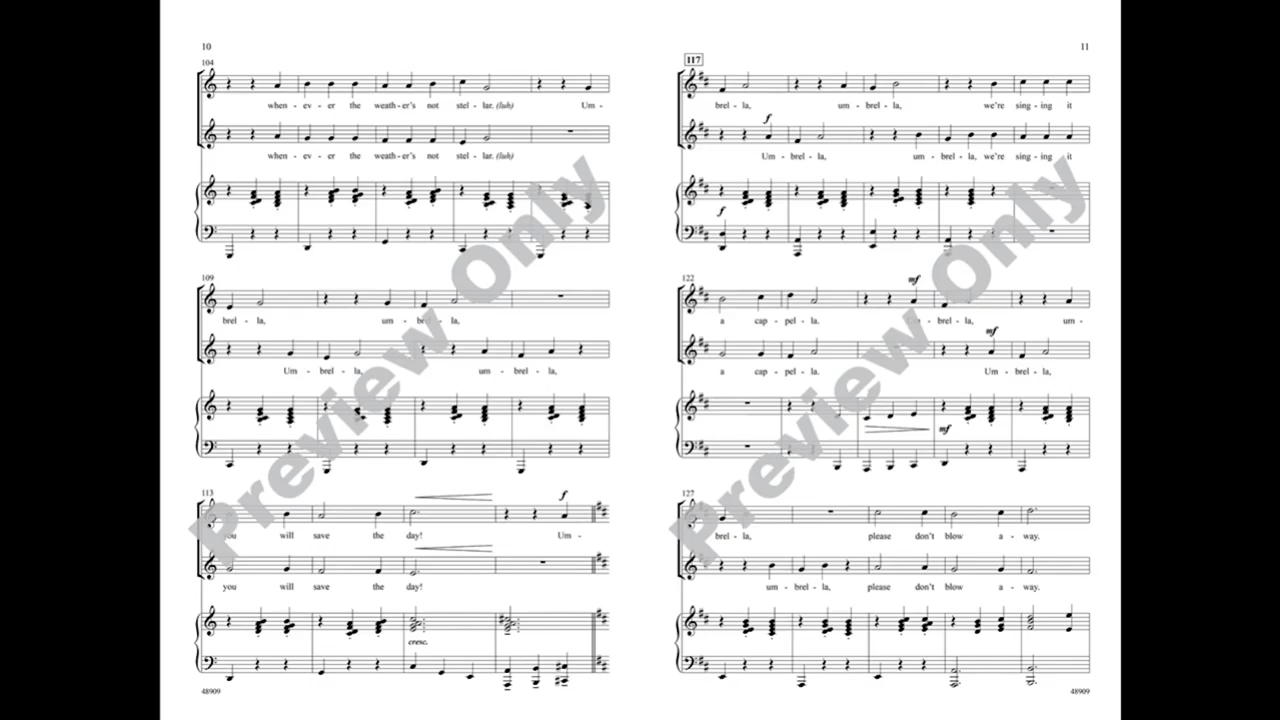 10
104
when - ev - er the weath - er's not stel - lar. (luh) Um -
when - ev - er the weath - er's not stel - lar. (luh)
109
brel - la, um - brel - la,
Um - brel - la, um - brel - la,
113
f
you will save the day! Um -
you will save the day!
cresc.
48909
11
117
brel - la, um - brel - la, we're sing - ing it
f
Um - brel - la, um - brel - la, we're sing - ing it
f
122
mf
a cap - pel - la. brel - la, um -
mf
a cap - pel - la. Um - brel - la,
mf
127
brel - la, please don't blow a - way.
um - brel - la, please don't blow a - way.
48909
Preview Only
Preview Only